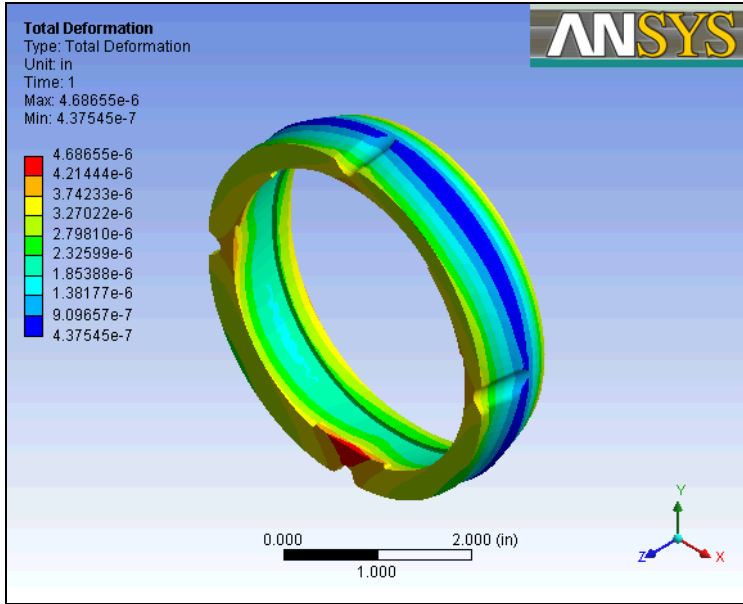 Total Deformation
Type: Total Deformation
Unit: in
Time: 1
Max: 4.68655e-6
Min: 4.37545e-7
ANSYS
4.68655e-6
4.21444e-6
3.74233e-6
3.27022e-6
2.79810e-6
2.32599e-6
1.85388e-6
1.38177e-6
9.09657e-7
4.37545e-7
0.000 2.000 (in)
1.000
Y
Z X